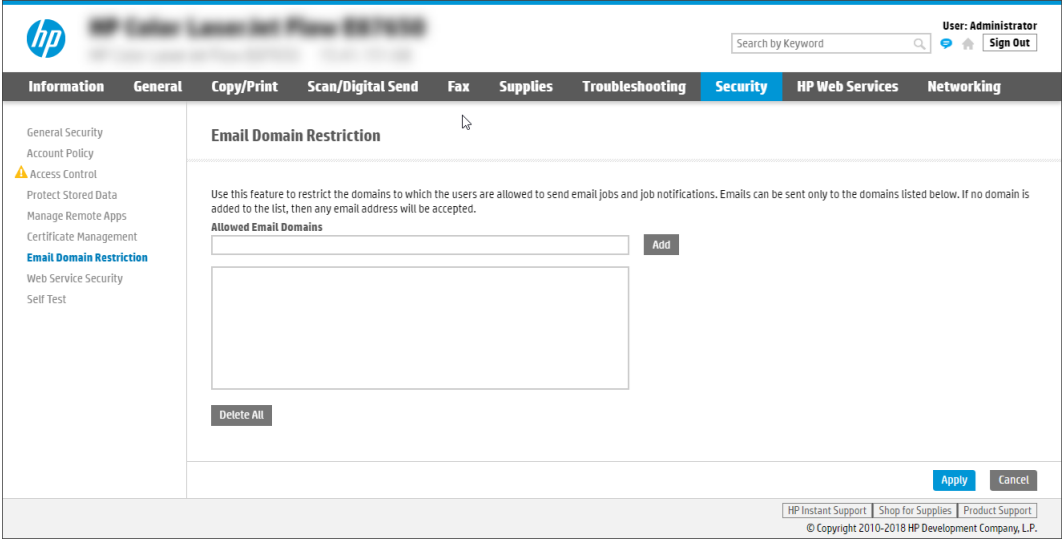 hp
User: Administrator
Search by Keyword
Sign Out
Information General Copy/Print Scan/Digital Send Fax Supplies Troubleshooting Security HP Web Services Networking
General Security
Account Policy
Access Control
Protect Stored Data
Manage Remote Apps
Certificate Management
Email Domain Restriction
Web Service Security
Self Test
Email Domain Restriction
Use this feature to restrict the domains to which the users are allowed to send email jobs and job notifications. Emails can be sent only to the domains listed below. If no domain is
added to the list, then any email address will be accepted.
Allowed Email Domains
Add
Delete All
Apply Cancel
HP Instant Support Shop for Supplies Product Support
© Copyright 2010-2018 HP Development Company, L.P.